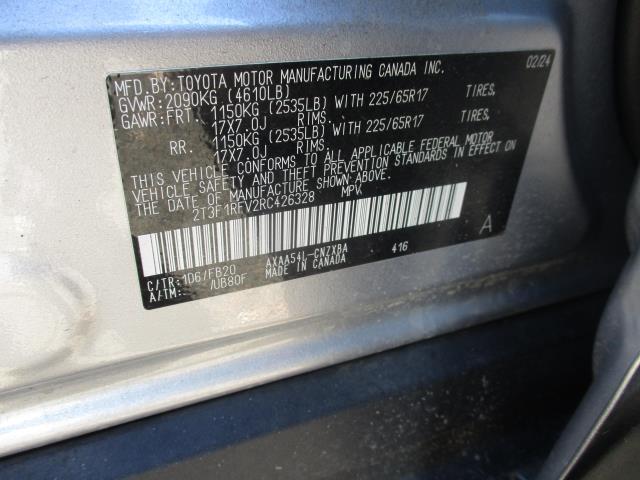 MFD.BY:TOYOTA MOTOR MANUFACTURING CANADA INC. 02/24
GVWR:2090KG (4610LB)
GAWR:FRT. 1150KG (2535LB) WITH 225/65R17 TIRES,
17X7.0J RIMS,
RR. 1150KG (2535LB) WITH 225/65R17 TIRES,
17X7.0J RIMS.
THIS VEHICLE CONFORMS TO ALL APPLICABLE FEDERAL MOTOR
VEHICLE SAFETY AND THEFT PREVENTION STANDARDS IN EFFECT ON
THE DATE OF MANUFACTURE SHOWN ABOVE.
2T3F1RFV2RC426328 MPV.
A
C/TR:1D6/FB20 AXAA54L-CNZXBA 416
A/TM: /UB80F MADE IN CANADA